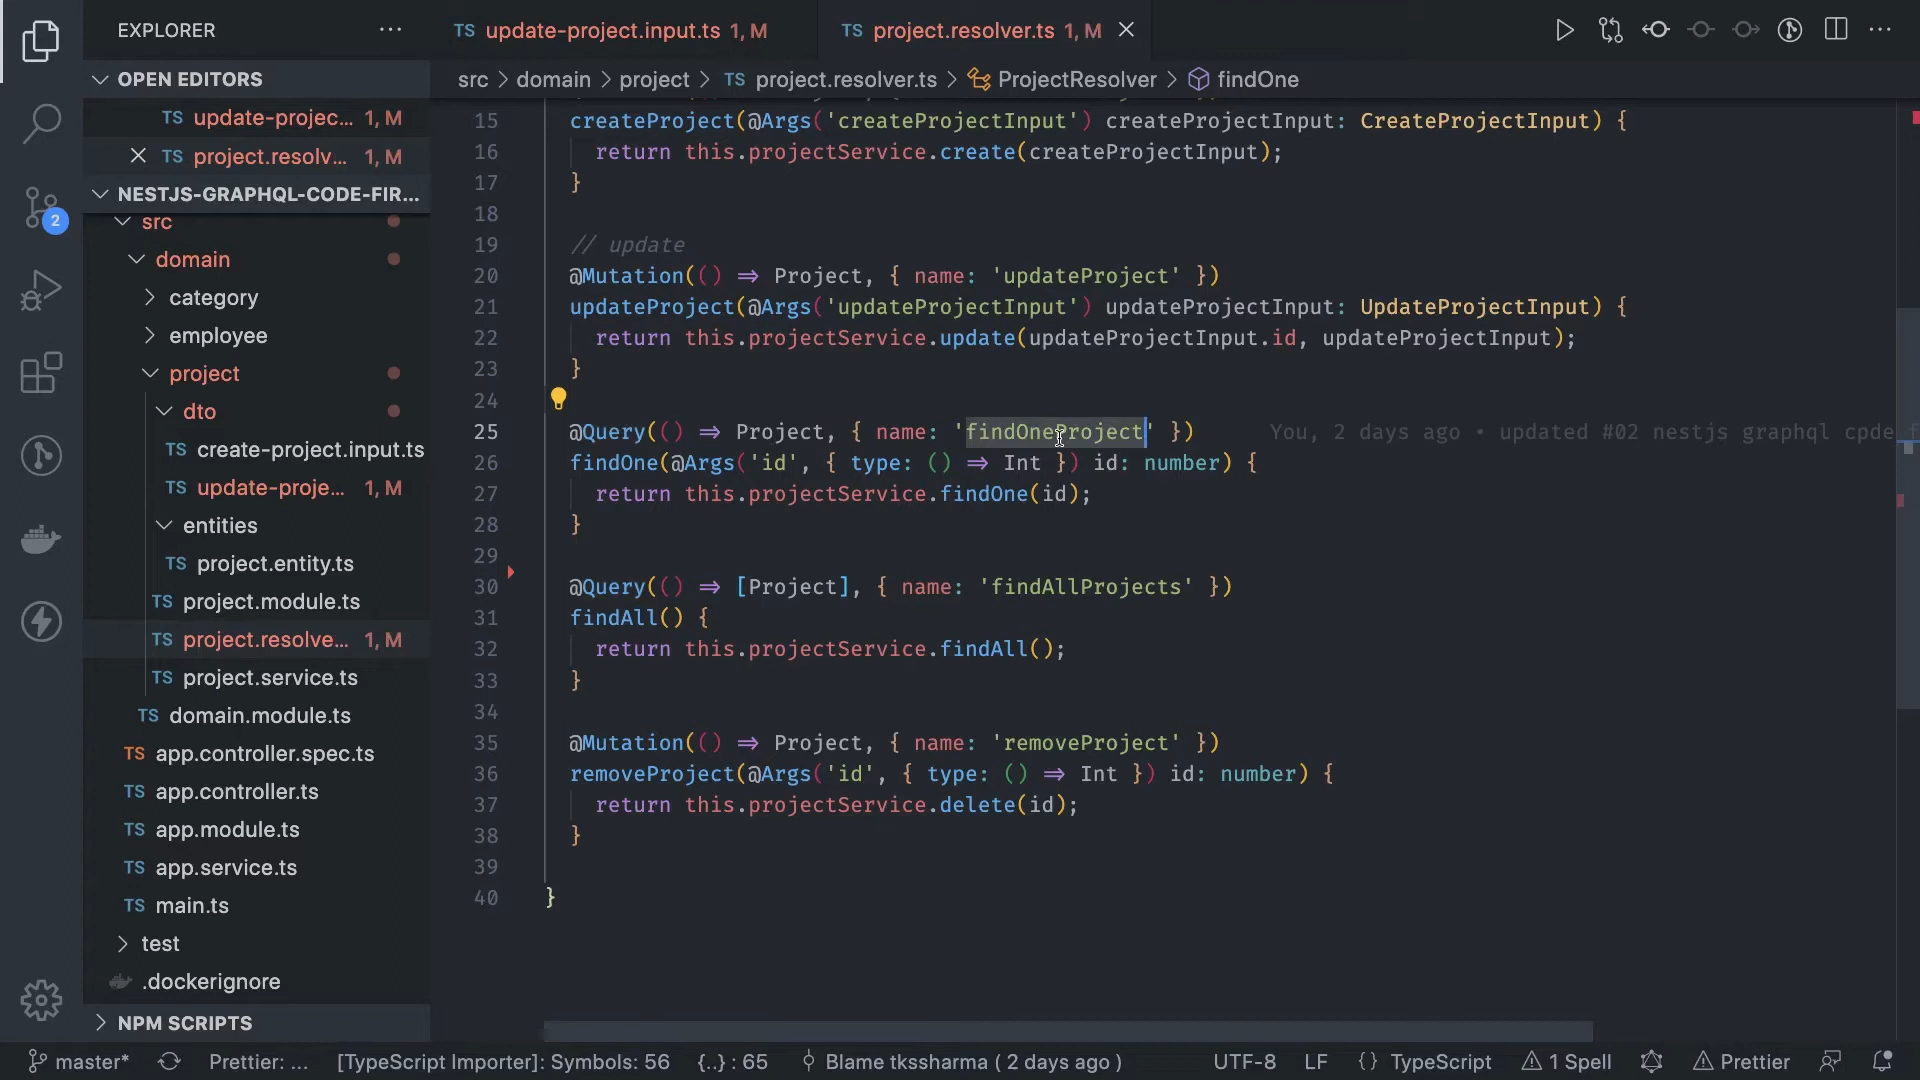 EXPLORER
OPEN EDITORS
TS update-projec... 1, M
TS project.resolv... 1, M
NESTJS-GRAPHQL-CODE-FIR...
src
domain
category
employee
project
dto
TS create-project.input.ts
TS update-proje... 1, M
entities
TS project.entity.ts
TS project.module.ts
TS project.resolve... 1, M
TS project.service.ts
TS domain.module.ts
TS app.controller.spec.ts
TS app.controller.ts
TS app.module.ts
TS app.service.ts
TS main.ts
test
.dockerignore
NPM SCRIPTS
2
TS update-project.input.ts 1, M
TS project.resolver.ts 1, M
src > domain > project > TS project.resolver.ts > ProjectResolver > findOne
15 createProject(@Args('createProjectInput') createProjectInput: CreateProjectInput) {
16 return this.projectService.create(createProjectInput);
17 }
18
19 // update
20 @Mutation(() => Project, { name: 'updateProject' })
21 updateProject(@Args('updateProjectInput') updateProjectInput: UpdateProjectInput) {
22 return this.projectService.update(updateProjectInput.id, updateProjectInput);
23 }
24
25 @Query(() => Project, { name: 'findOneProject' }) You, 2 days ago • updated #02 nestjs graphql cpde f
26 findOne(@Args('id', { type: () => Int }) id: number) {
27 return this.projectService.findOne(id);
28 }
29
30 @Query(() => [Project], { name: 'findAllProjects' })
31 findAll() {
32 return this.projectService.findAll();
33 }
34
35 @Mutation(() => Project, { name: 'removeProject' })
36 removeProject(@Args('id', { type: () => Int }) id: number) {
37 return this.projectService.delete(id);
38 }
39
40 }
master* Prettier: ... [TypeScript Importer]: Symbols: 56 {..} : 65 Blame tkssharma ( 2 days ago ) UTF-8 LF {} TypeScript 1 Spell Prettier